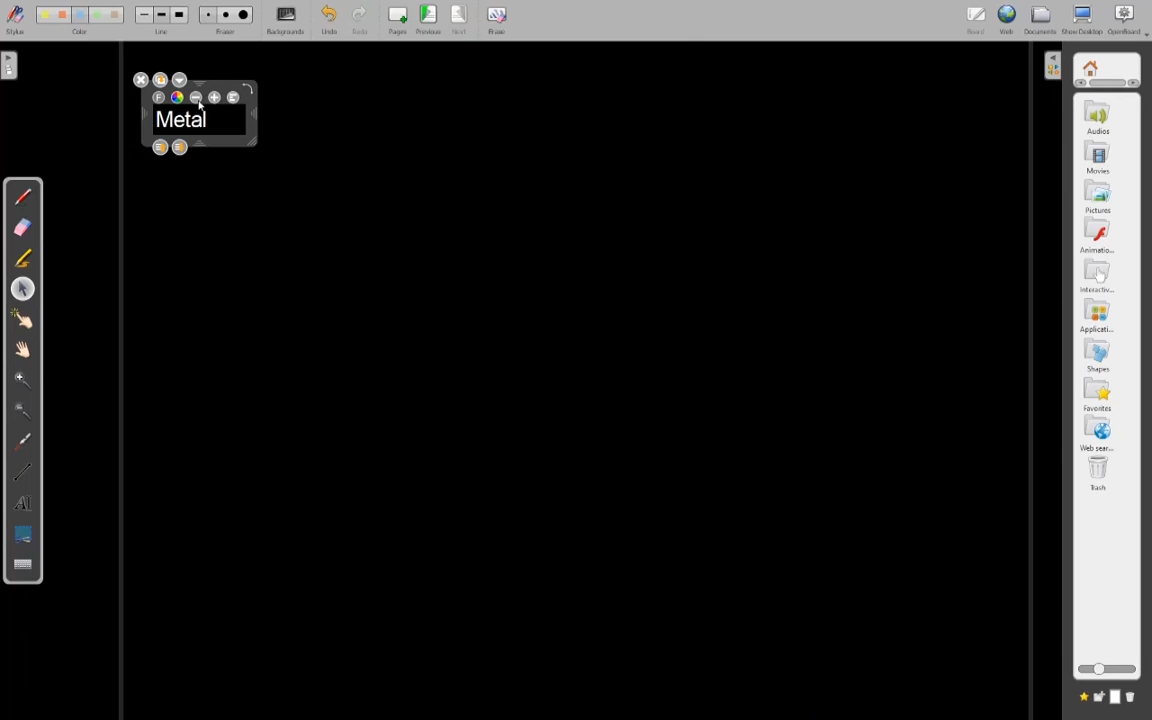 Stylus
Color
Line
Eraser
Backgrounds
Undo
Redo
Pages
Previous
Next
Erase
Board
Web
Documents
Show Desktop
OpenBoard
F
Metal
AI
Audios
Movies
Pictures
Animatio...
Interactiv...
Applicati...
Shapes
Favorites
Web sear...
Trash